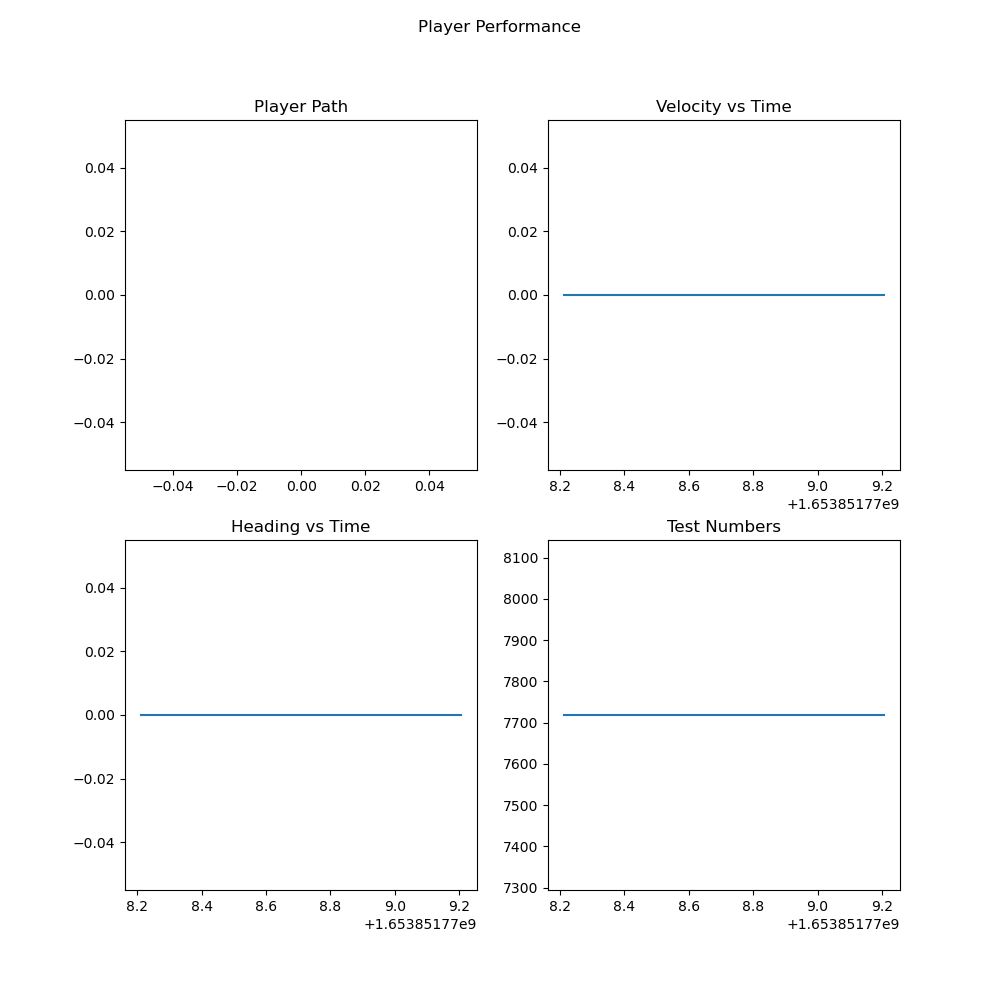 Player Performance
Player Path
0.04
0.02
0.00
−0.02
−0.04
−0.04 −0.02 0.00 0.02 0.04
Velocity vs Time
0.04
0.02
0.00
−0.02
−0.04
8.2 8.4 8.6 8.8 9.0 9.2
+1.65385177e9
Heading vs Time
0.04
0.02
0.00
−0.02
−0.04
8.2 8.4 8.6 8.8 9.0 9.2
+1.65385177e9
Test Numbers
8100
8000
7900
7800
7700
7600
7500
7400
7300
8.2 8.4 8.6 8.8 9.0 9.2
+1.65385177e9